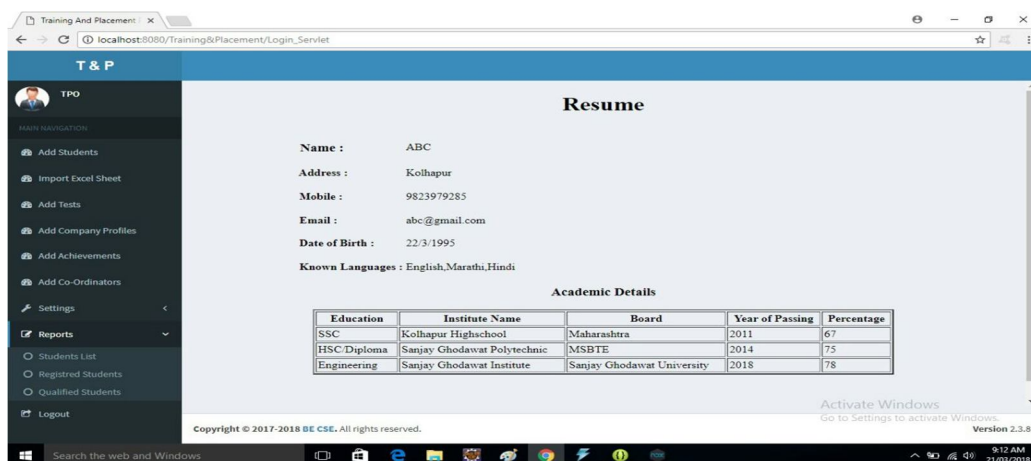 Training And Placement
localhost:8080/Training&Placement/Login_Servlet
T & P
TPO
MAIN NAVIGATION
Add Students
Import Excel Sheet
Add Tests
Add Company Profiles
Add Achievements
Add Co-Ordinators
Settings
Reports
Students List
Registred Students
Qualified Students
Logout
Resume
Name : ABC
Address : Kolhapur
Mobile : 9823979285
Email : abc@gmail.com
Date of Birth : 22/3/1995
Known Languages : English,Marathi,Hindi
Academic Details
Education Institute Name Board Year of Passing Percentage
SSC Kolhapur Highschool Maharashtra 2011 67
HSC/Diploma Sanjay Ghodawat Polytechnic MSBTE 2014 75
Engineering Sanjay Ghodawat Institute Sanjay Ghodawat University 2018 78
Activate Windows
Go to Settings to activate Windows.
Copyright © 2017-2018 BE CSE. All rights reserved.
Version 2.3.8
Search the web and Windows
9:12 AM
21/03/2018